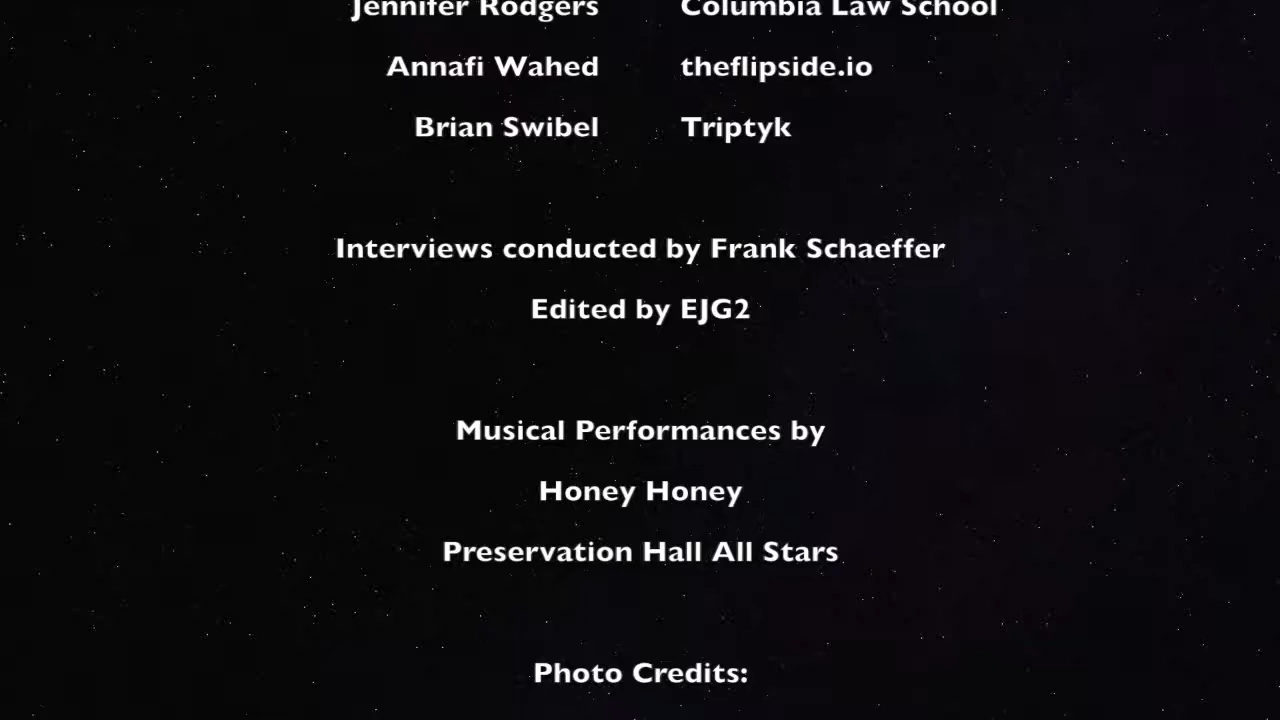 Jennifer Rodgers Columbia Law School
Annafi Wahed theflipside.io
Brian Swibel Triptyk
Interviews conducted by Frank Schaeffer
Edited by EJG2
Musical Performances by
Honey Honey
Preservation Hall All Stars
Photo Credits: